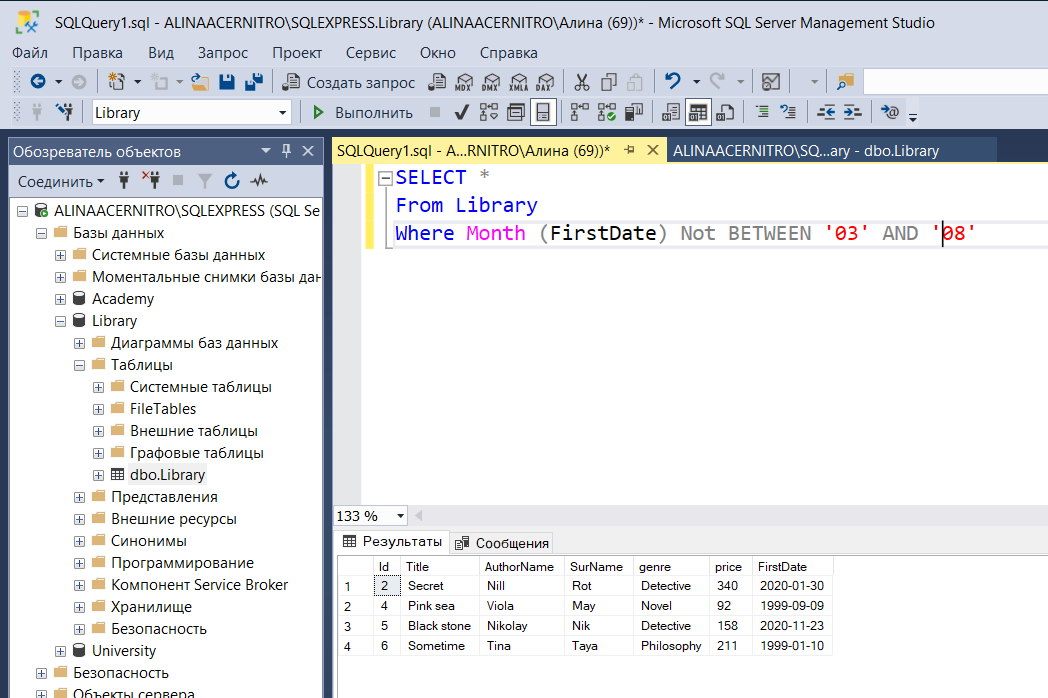 SQLQuery1.sql - ALINAACERNITRO\SQLEXPRESS.Library (ALINAACERNITRO\Алина (69))* - Microsoft SQL Server Management Studio
Файл Правка Вид Запрос Проект Сервис Окно Справка
Создать запрос MDX DMX XMLA DAX
Library Выполнить
Обозреватель объектов
Соединить
ALINAACERNITRO\SQLEXPRESS (SQL Se
Базы данных
Системные базы данных
Моментальные снимки базы дан
Academy
Library
Диаграммы баз данных
Таблицы
Системные таблицы
FileTables
Внешние таблицы
Графовые таблицы
dbo.Library
Представления
Внешние ресурсы
Синонимы
Программирование
Компонент Service Broker
Хранилище
Безопасность
University
Безопасность
Объекты сервера
SQLQuery1.sql - A...RNITRO\Алина (69))* ALINAACERNITRO\SQ...ary - dbo.Library
SELECT *
From Library
Where Month (FirstDate) Not BETWEEN '03' AND '08'
133 %
Результаты Сообщения
Id Title AuthorName SurName genre price FirstDate
1 2 Secret Nill Rot Detective 340 2020-01-30
2 4 Pink sea Viola May Novel 92 1999-09-09
3 5 Black stone Nikolay Nik Detective 158 2020-11-23
4 6 Sometime Tina Taya Philosophy 211 1999-01-10